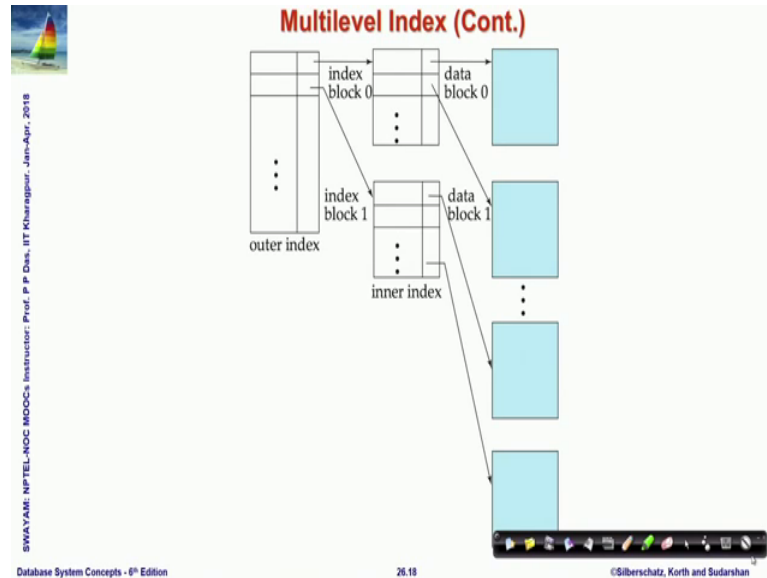 Multilevel Index (Cont.)
index
block 0
data
block 0
index
block 1
data
block 1
outer index
inner index
SWAYAM: NPTEL-NOC MOOCs Instructor: Prof. P P Das, IIT Kharagpur. Jan-Apr, 2018
Database System Concepts - 6th Edition
26.18
©Silberschatz, Korth and Sudarshan